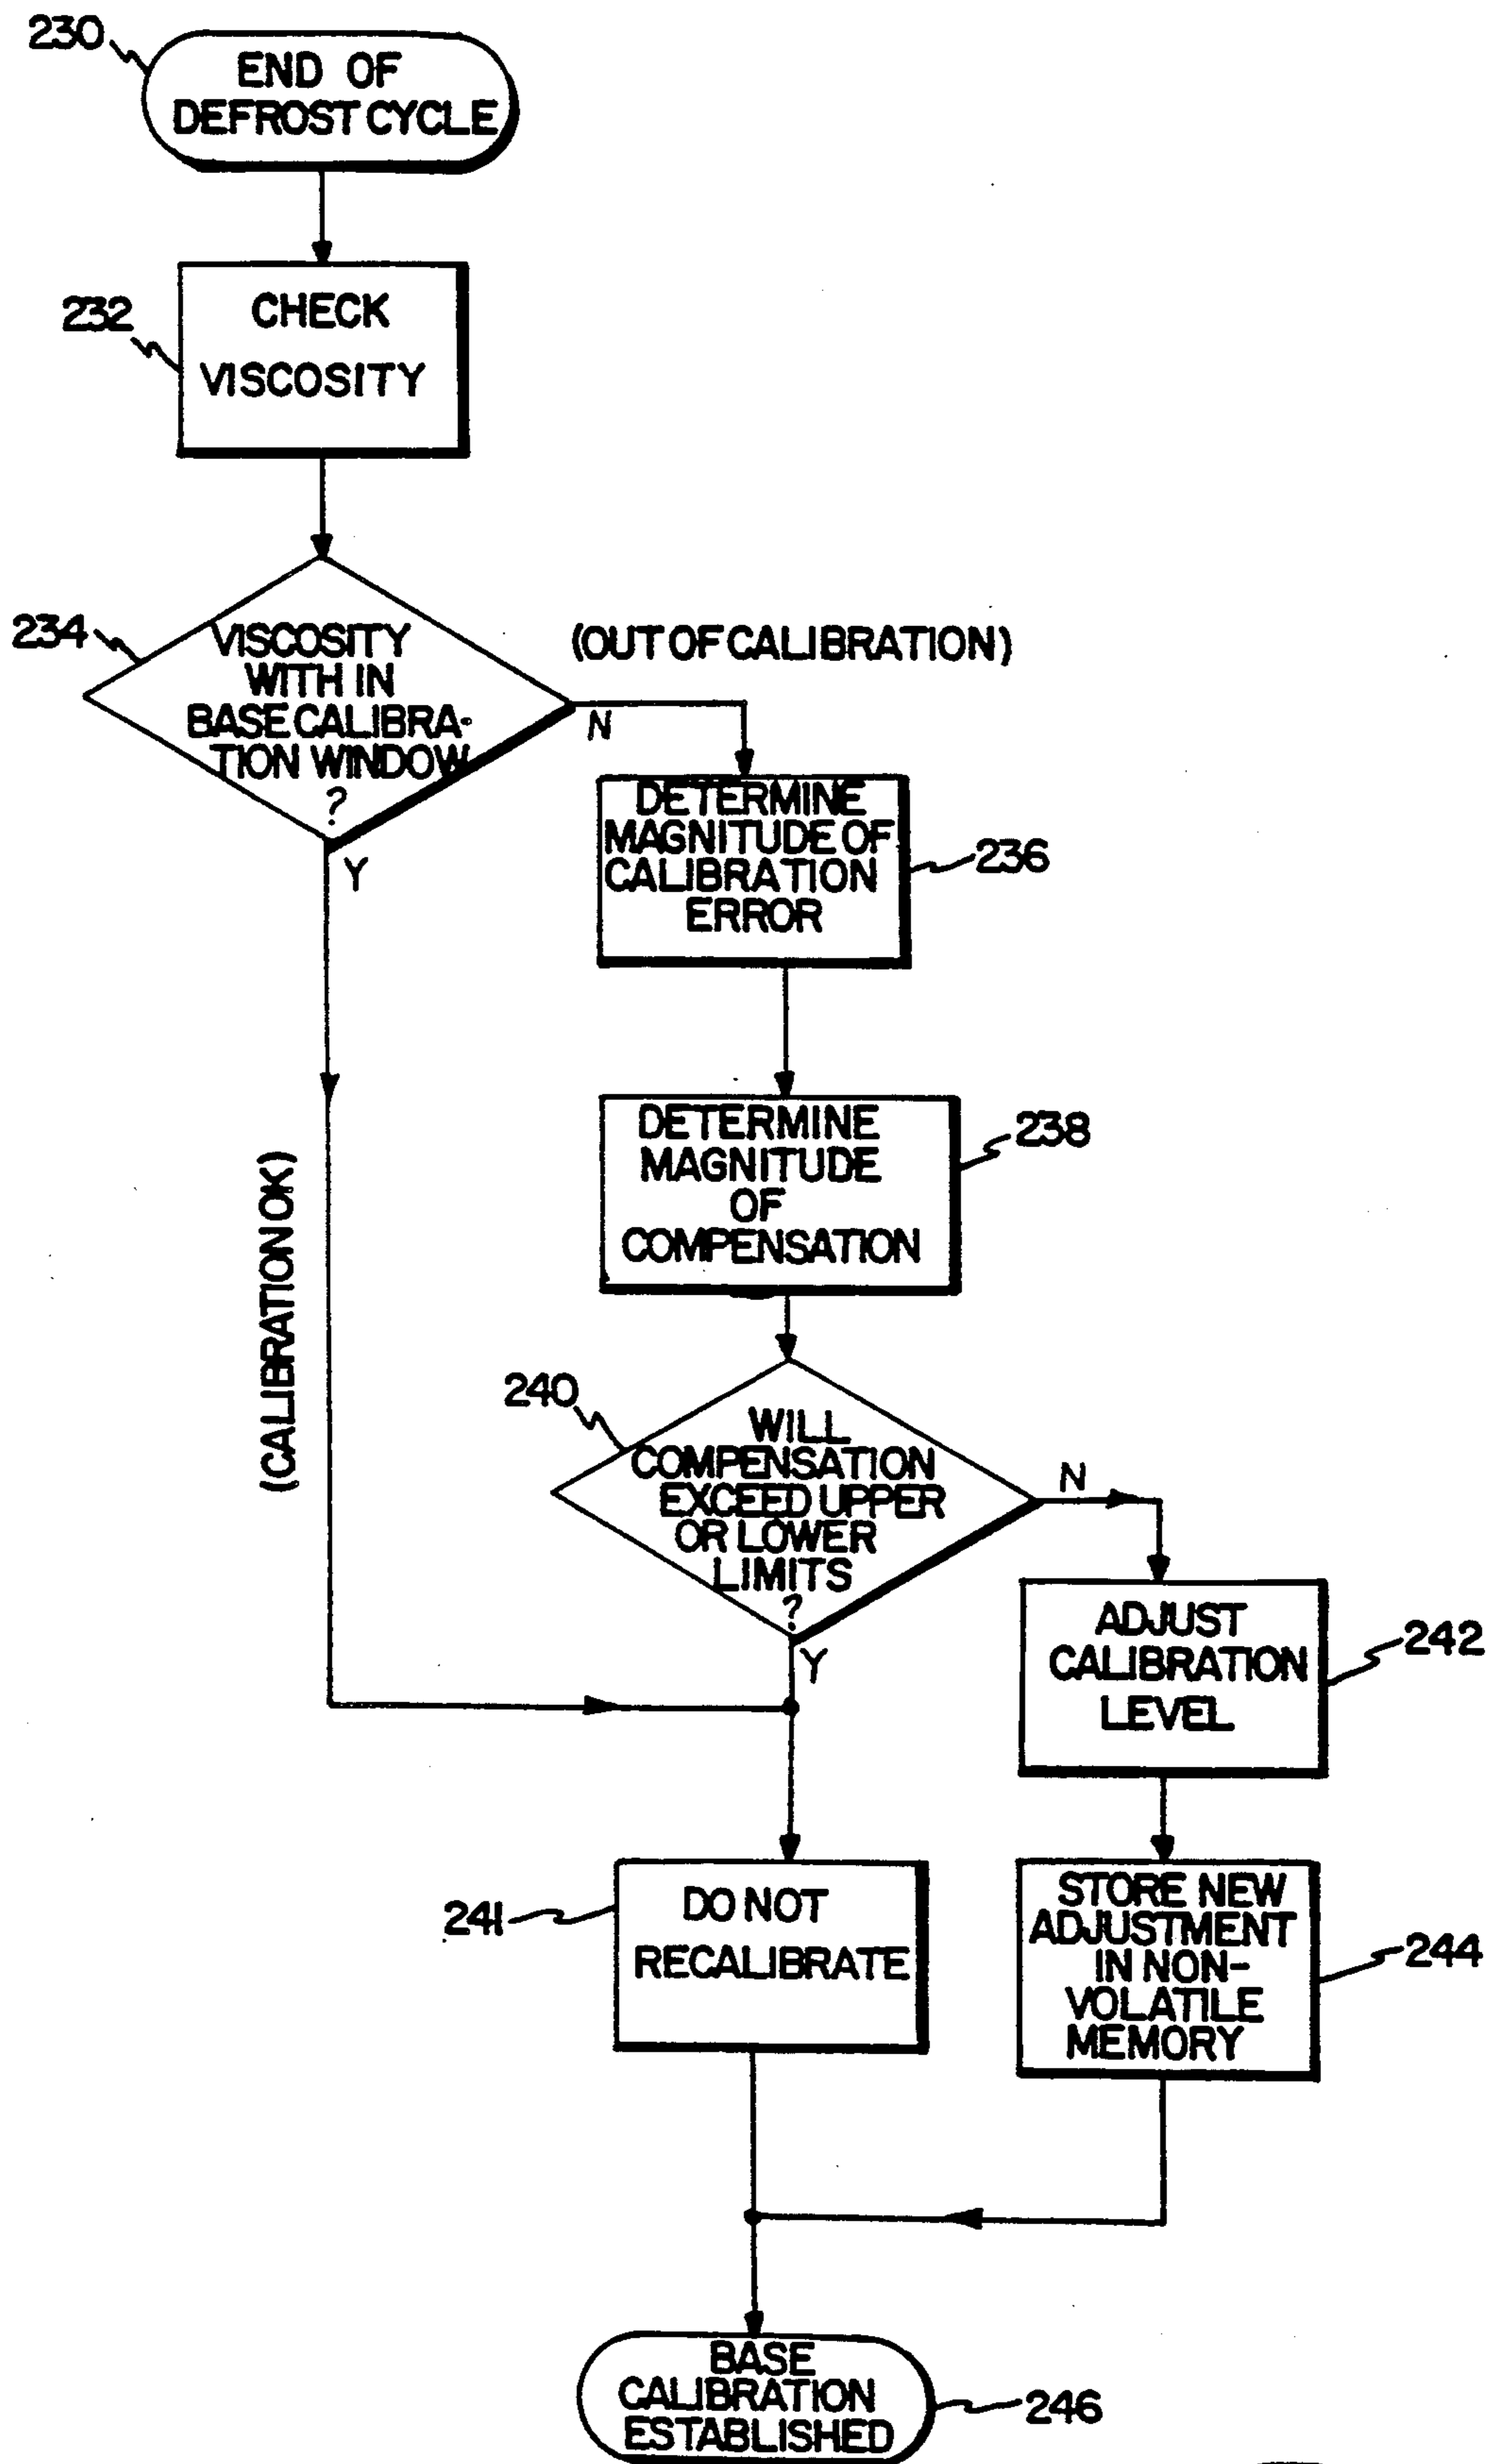 230
END OF
DEFROST CYCLE
232
CHECK
VISCOSITY
234
VISCOSITY
WITH IN
BASE CALIBRA-
TION WINDOW
?
(OUT OF CALIBRATION)
N
Y
DETERMINE
MAGNITUDE OF
CALIBRATION
ERROR
236
DETERMINE
MAGNITUDE
OF
COMPENSATION
238
(CALIBRATION OK)
240
WILL
COMPENSATION
EXCEED UPPER
OR LOWER
LIMITS
?
N
Y
ADJUST
CALIBRATION
LEVEL
242
241
DO NOT
RECALIBRATE
STORE NEW
ADJUSTMENT
IN NON-
VOLATILE
MEMORY
244
BASE
CALIBRATION
ESTABLISHED
246